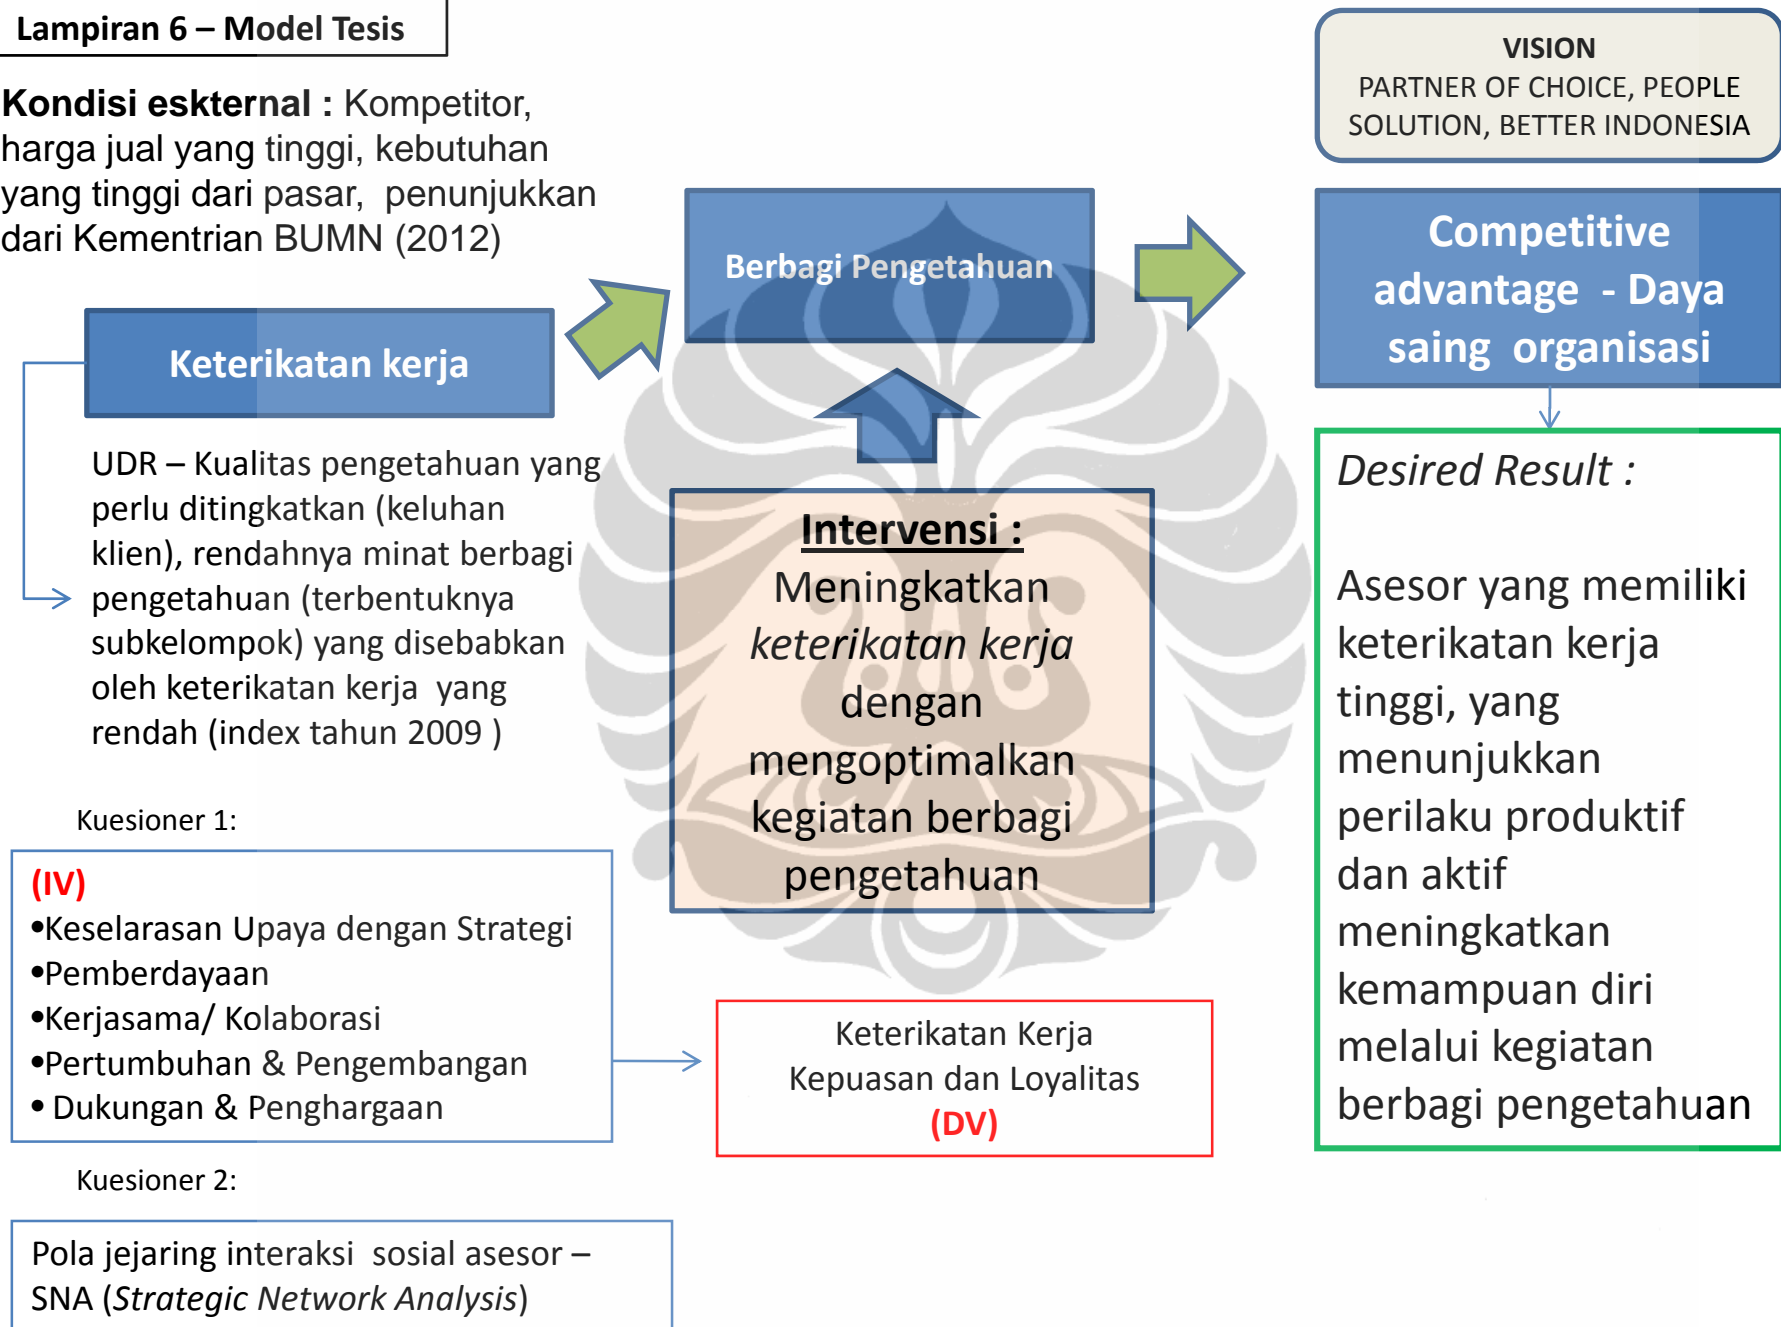 Lampiran 6 – Model Tesis
Kondisi eskternal : Kompetitor,
harga jual yang tinggi, kebutuhan
yang tinggi dari pasar, penunjukkan
dari Kementrian BUMN (2012)
VISION
PARTNER OF CHOICE, PEOPLE
SOLUTION, BETTER INDONESIA
Keterikatan kerja
Berbagi Pengetahuan
Competitive
advantage - Daya
saing organisasi
UDR – Kualitas pengetahuan yang
perlu ditingkatkan (keluhan
klien), rendahnya minat berbagi
pengetahuan (terbentuknya
subkelompok) yang disebabkan
oleh keterikatan kerja yang
rendah (index tahun 2009 )
Intervensi :
Meningkatkan
keterikatan kerja
dengan
mengoptimalkan
kegiatan berbagi
pengetahuan
Desired Result :
Asesor yang memiliki
keterikatan kerja
tinggi, yang
menunjukkan
perilaku produktif
dan aktif
meningkatkan
kemampuan diri
melalui kegiatan
berbagi pengetahuan
Kuesioner 1:
(IV)
•Keselarasan Upaya dengan Strategi
•Pemberdayaan
•Kerjasama/ Kolaborasi
•Pertumbuhan & Pengembangan
• Dukungan & Penghargaan
Keterikatan Kerja
Kepuasan dan Loyalitas
(DV)
Kuesioner 2:
Pola jejaring interaksi sosial asesor –
SNA (Strategic Network Analysis)